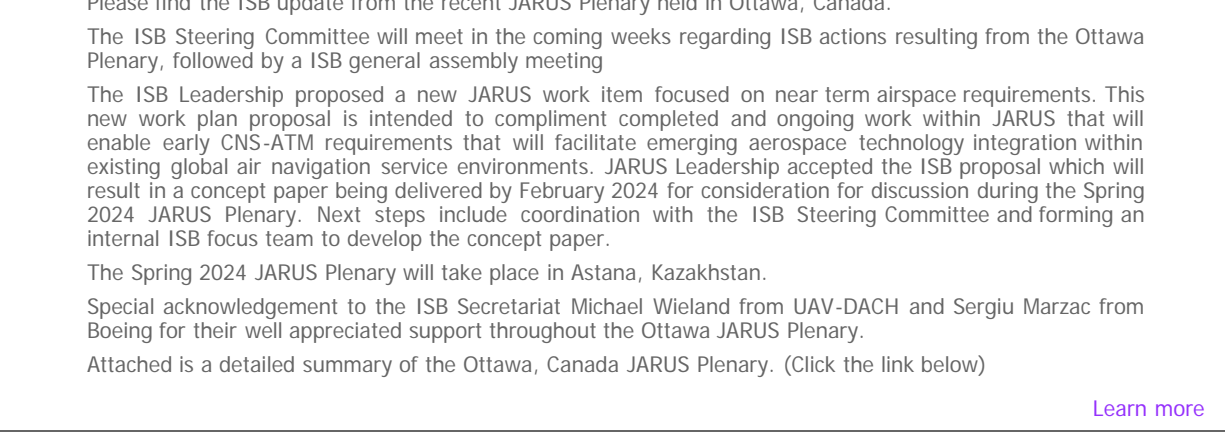 Please find the ISB update from the recent JARUS Plenary held in Ottawa, Canada.
The ISB Steering Committee will meet in the coming weeks regarding ISB actions resulting from the Ottawa
Plenary, followed by a ISB general assembly meeting
The ISB Leadership proposed a new JARUS work item focused on near term airspace requirements. This
new work plan proposal is intended to compliment completed and ongoing work within JARUS that will
enable early CNS-ATM requirements that will facilitate emerging aerospace technology integration within
existing global air navigation service environments. JARUS Leadership accepted the ISB proposal which will
result in a concept paper being delivered by February 2024 for consideration for discussion during the Spring
2024 JARUS Plenary. Next steps include coordination with the ISB Steering Committee and forming an
internal ISB focus team to develop the concept paper.
The Spring 2024 JARUS Plenary will take place in Astana, Kazakhstan.
Special acknowledgement to the ISB Secretariat Michael Wieland from UAV-DACH and Sergiu Marzac from
Boeing for their well appreciated support throughout the Ottawa JARUS Plenary.
Attached is a detailed summary of the Ottawa, Canada JARUS Plenary. (Click the link below)
Learn more